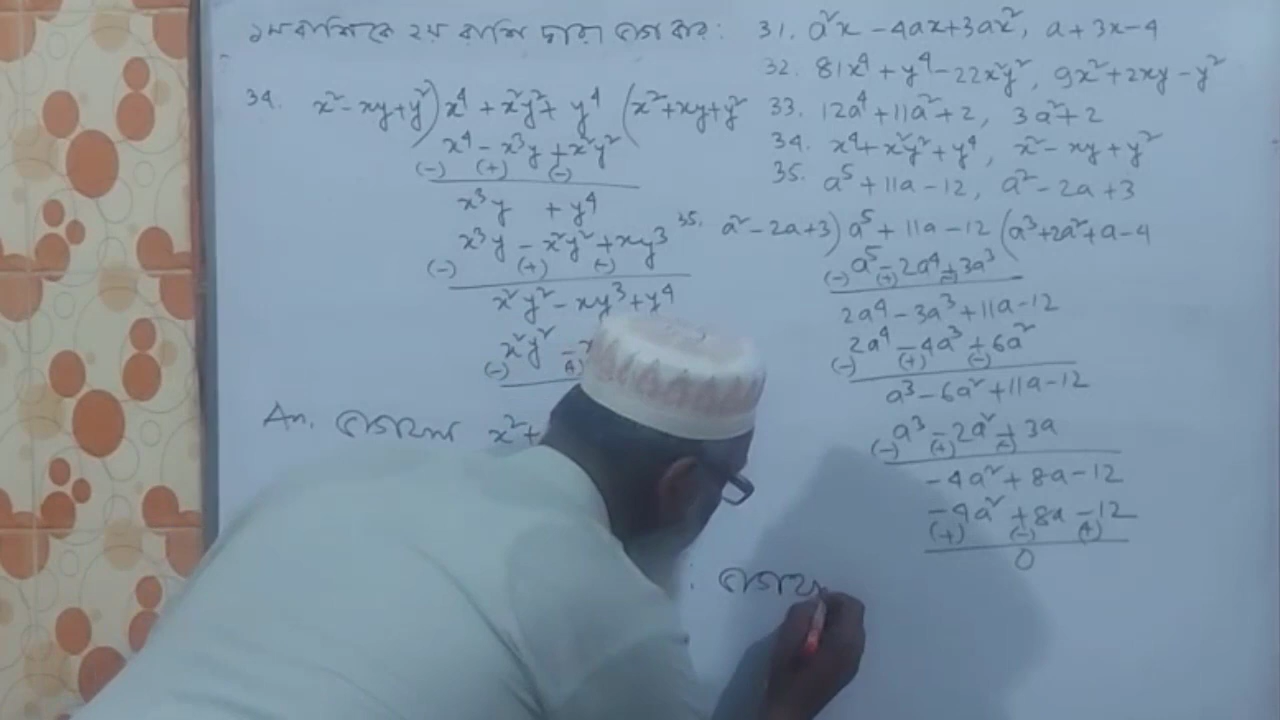 ১ম রাশিকে ২য় রাশি দ্বারা ভাগ কর:
31. a²x - 4ax + 3ax², a + 3x - 4
32. 81x⁴ + y⁴ - 22x²y², 9x² + 2xy - y²
33. 12a⁴ + 11a² + 2, 3a² + 2
34. x⁴ + x²y² + y⁴, x² - xy + y²
35. a⁵ + 11a - 12, a² - 2a + 3
34. x² - xy + y²) x⁴ + x²y² + y⁴ (x² + xy + y²
x⁴ - x³y + x²y²
(-) (+) (-)
x³y + y⁴
x³y - x²y² + xy³
(-) (+) (-)
x²y² - xy³ + y⁴
x²y² -
(-) (+)
An. ভাগফল x² +
35. a² - 2a + 3) a⁵ + 11a - 12 (a³ + 2a² + a - 4
a⁵ - 2a⁴ + 3a³
(-) (+) (-)
2a⁴ - 3a³ + 11a - 12
2a⁴ - 4a³ + 6a²
(-) (+) (-)
a³ - 6a² + 11a - 12
a³ - 2a² + 3a
(-) (+) (-)
-4a² + 8a - 12
-4a² + 8a - 12
(+) (-) (+)
0
: ভাগফ